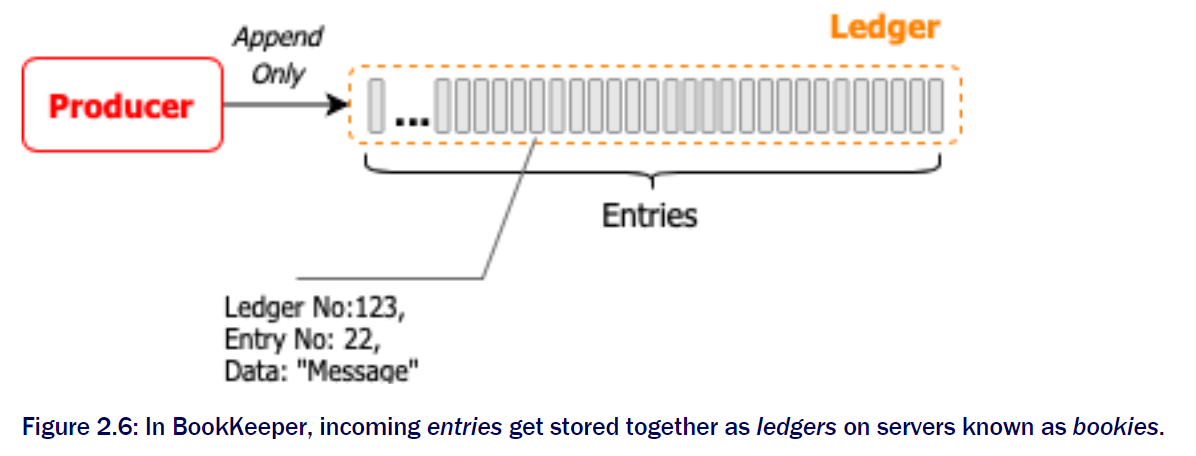 Append
Only
Ledger
Producer
...
Entries
Ledger No:123,
Entry No: 22,
Data: "Message"
Figure 2.6: In BookKeeper, incoming entries get stored together as ledgers on servers known as bookies.